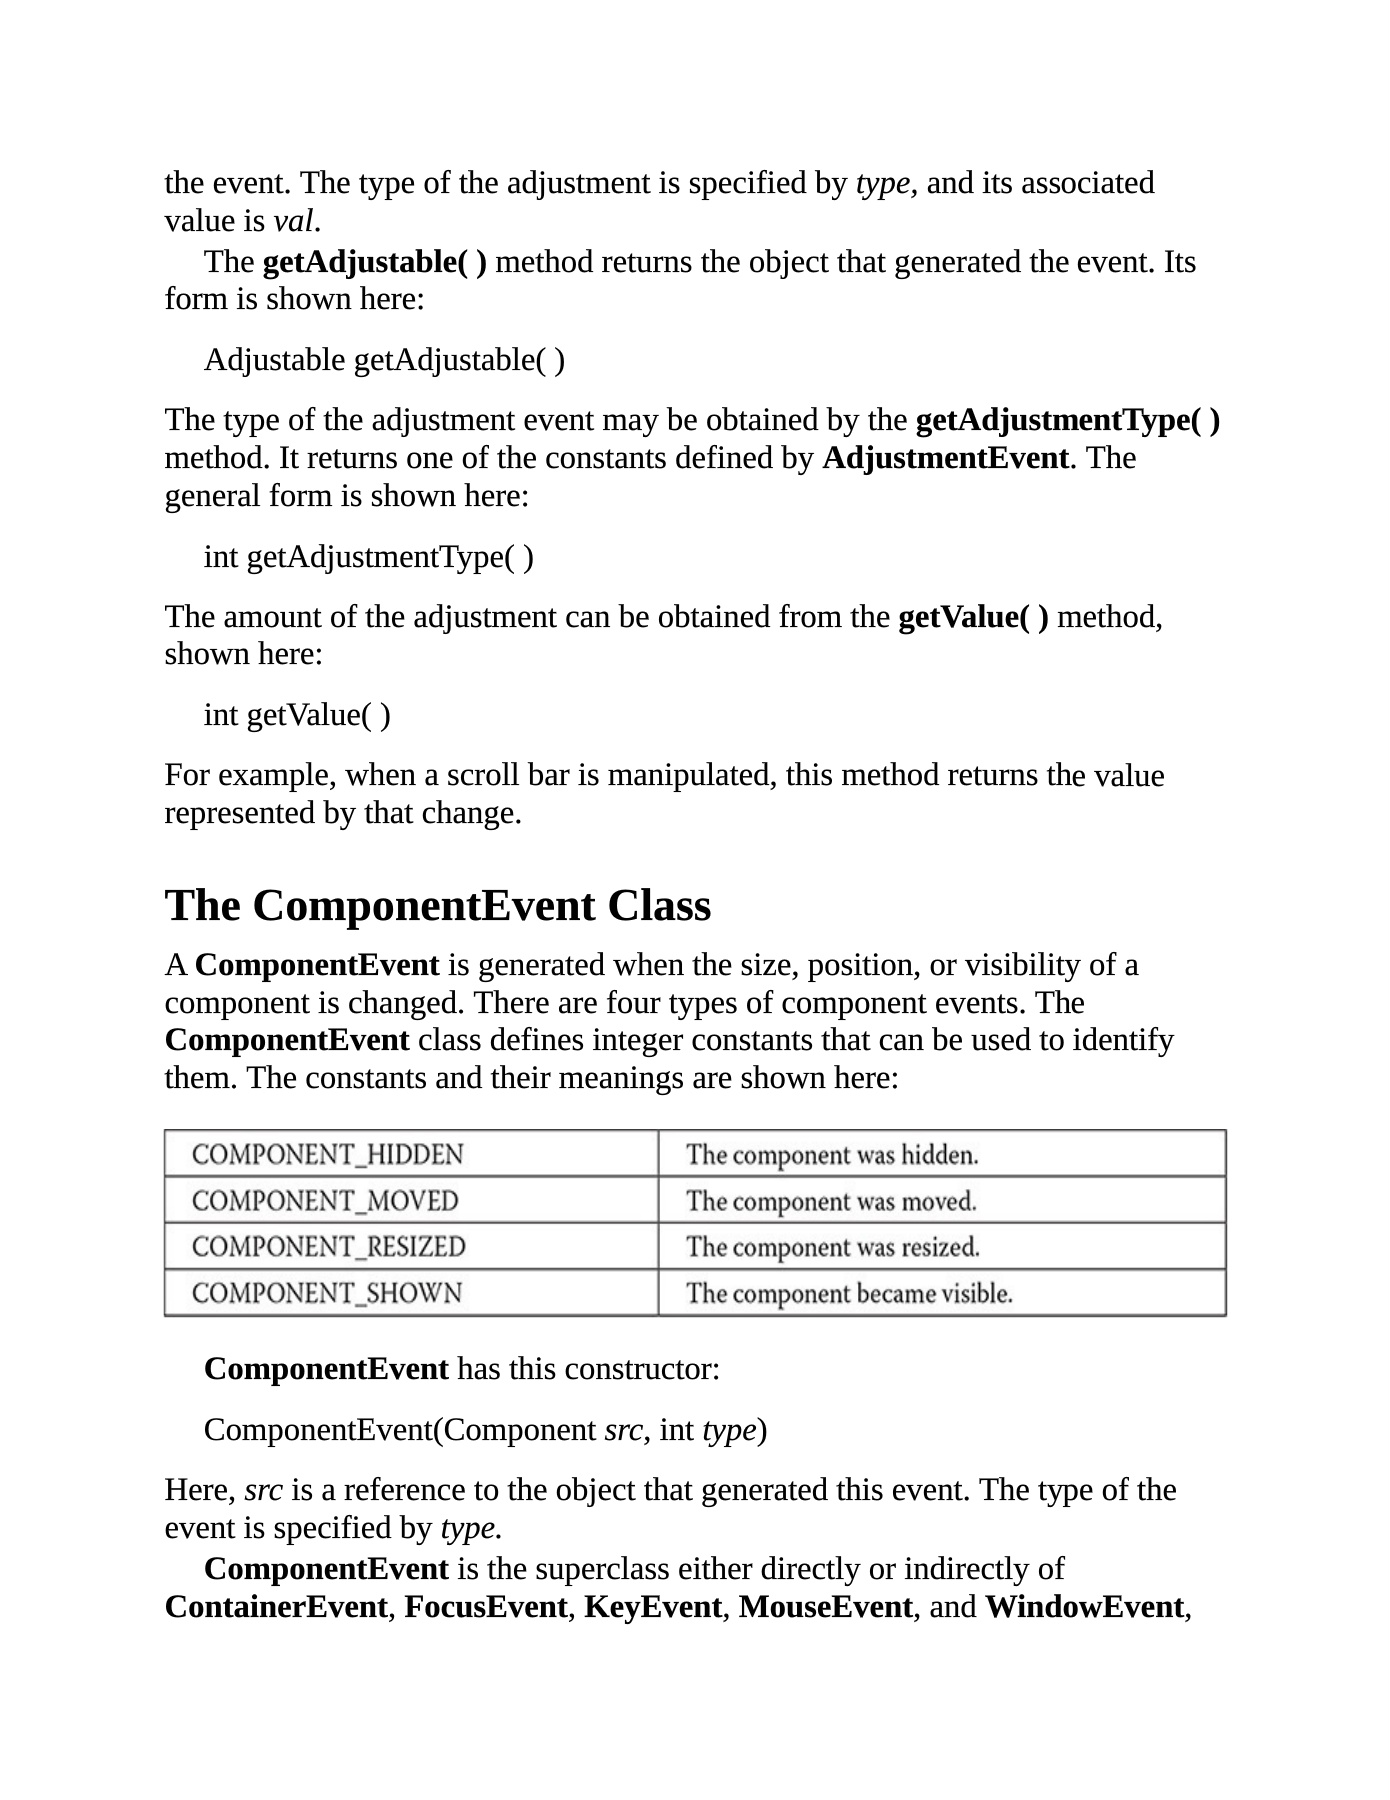 the event. The type of the adjustment is specified by type, and its associated
value is val.
The getAdjustable( ) method returns the object that generated the event. Its
form is shown here:
Adjustable getAdjustable( )
The type of the adjustment event may be obtained by the getAdjustmentType( )
method. It returns one of the constants defined by AdjustmentEvent. The
general form is shown here:
int getAdjustmentType( )
The amount of the adjustment can be obtained from the getValue( ) method,
shown here:
int getValue( )
For example, when a scroll bar is manipulated, this method returns the value
represented by that change.
The ComponentEvent Class
A ComponentEvent is generated when the size, position, or visibility of a
component is changed. There are four types of component events. The
ComponentEvent class defines integer constants that can be used to identify
them. The constants and their meanings are shown here:
COMPONENT_HIDDEN The component was hidden.
COMPONENT_MOVED The component was moved.
COMPONENT_RESIZED The component was resized.
COMPONENT_SHOWN The component became visible.
ComponentEvent has this constructor:
ComponentEvent(Component src, int type)
Here, src is a reference to the object that generated this event. The type of the
event is specified by type.
ComponentEvent is the superclass either directly or indirectly of
ContainerEvent, FocusEvent, KeyEvent, MouseEvent, and WindowEvent,